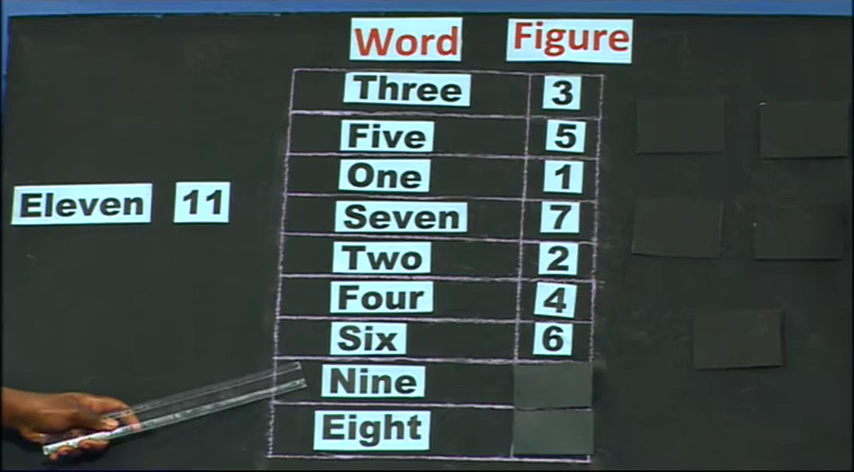 Word Figure
Three 3
Five 5
One 1
Eleven 11
Seven 7
Two 2
Four 4
Six 6
Nine
Eight